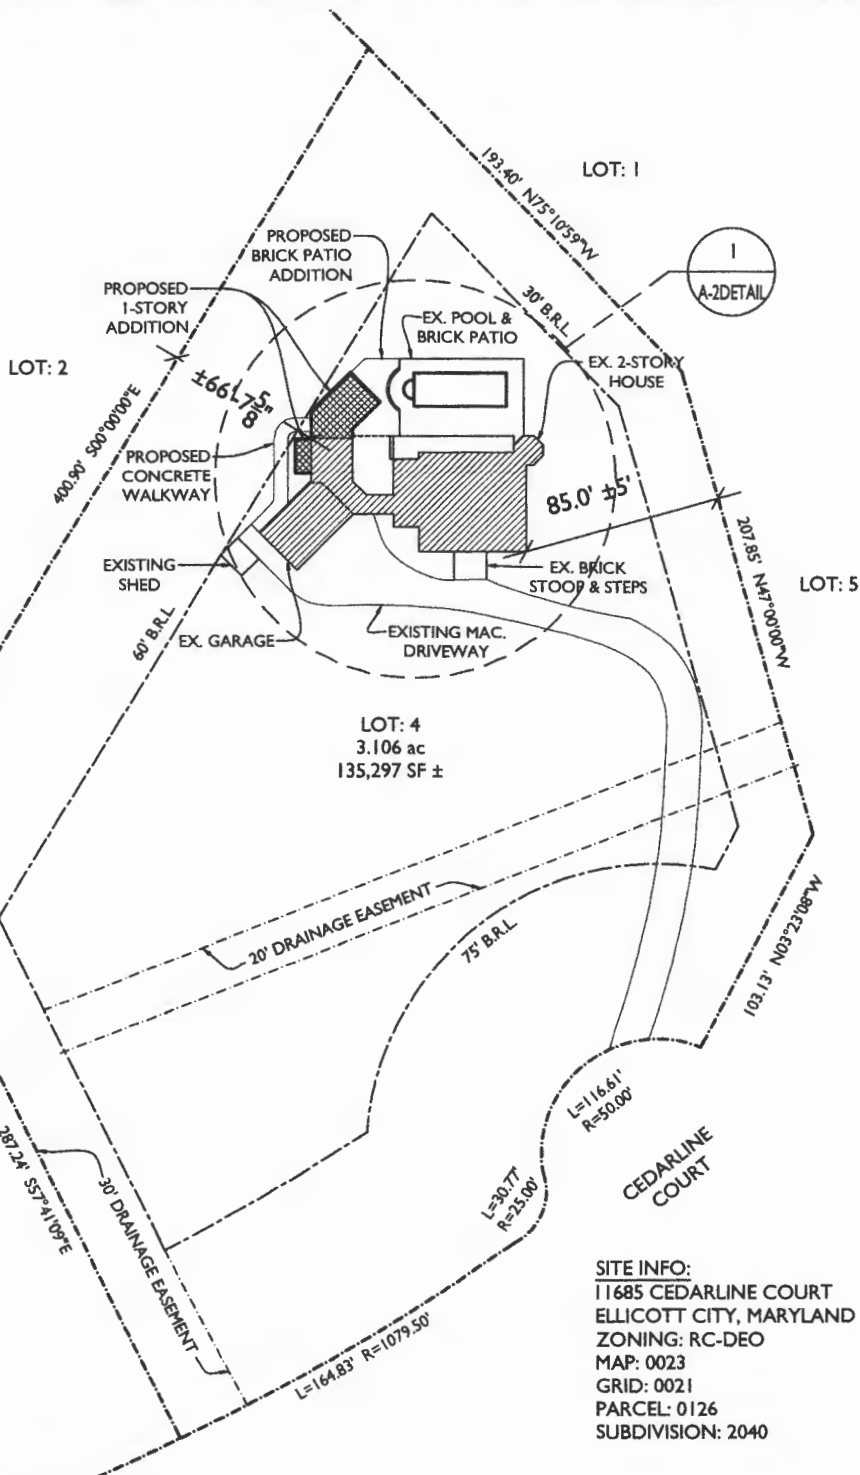 LOT: 1
193.40' N75°10'59"W
PROPOSED
BRICK PATIO
ADDITION
1
A-2DETAIL
PROPOSED
1-STORY
ADDITION
30' B.R.L
EX. POOL &
BRICK PATIO
EX. 2-STORY
HOUSE
LOT: 2
±66'-7 5/8"
400.90' S00°00'00"E
PROPOSED
CONCRETE
WALKWAY
85.0' ±5'
207.85' N47°00'00"W
EXISTING
SHED
EX. BRICK
STOOP & STEPS
LOT: 5
60' B.R.L
EX. GARAGE
EXISTING MAC.
DRIVEWAY
LOT: 4
3.106 ac
135,297 SF ±
20' DRAINAGE EASEMENT
75' B.R.L.
103.13' N03°23'08"W
L=116.61'
R=50.00'
CEDARLINE
COURT
L=30.77'
R=25.00'
287.24' S57°41'09"E
30' DRAINAGE EASEMENT
L=164.83' R=1079.50'
SITE INFO:
11685 CEDARLINE COURT
ELLICOTT CITY, MARYLAND
ZONING: RC-DEO
MAP: 0023
GRID: 0021
PARCEL: 0126
SUBDIVISION: 2040